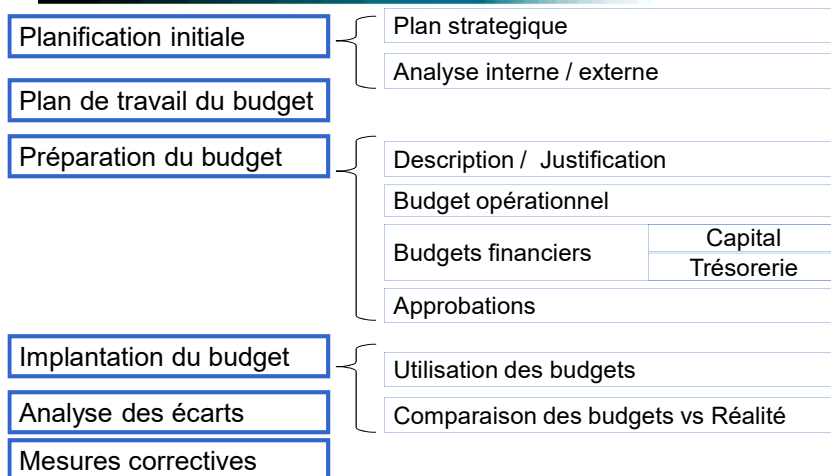 Planification initiale
Plan strategique
Analyse interne / externe
Plan de travail du budget
Préparation du budget
Description / Justification
Budget opérationnel
Budgets financiers
Capital
Trésorerie
Approbations
Implantation du budget
Utilisation des budgets
Analyse des écarts
Comparaison des budgets vs Réalité
Mesures correctives